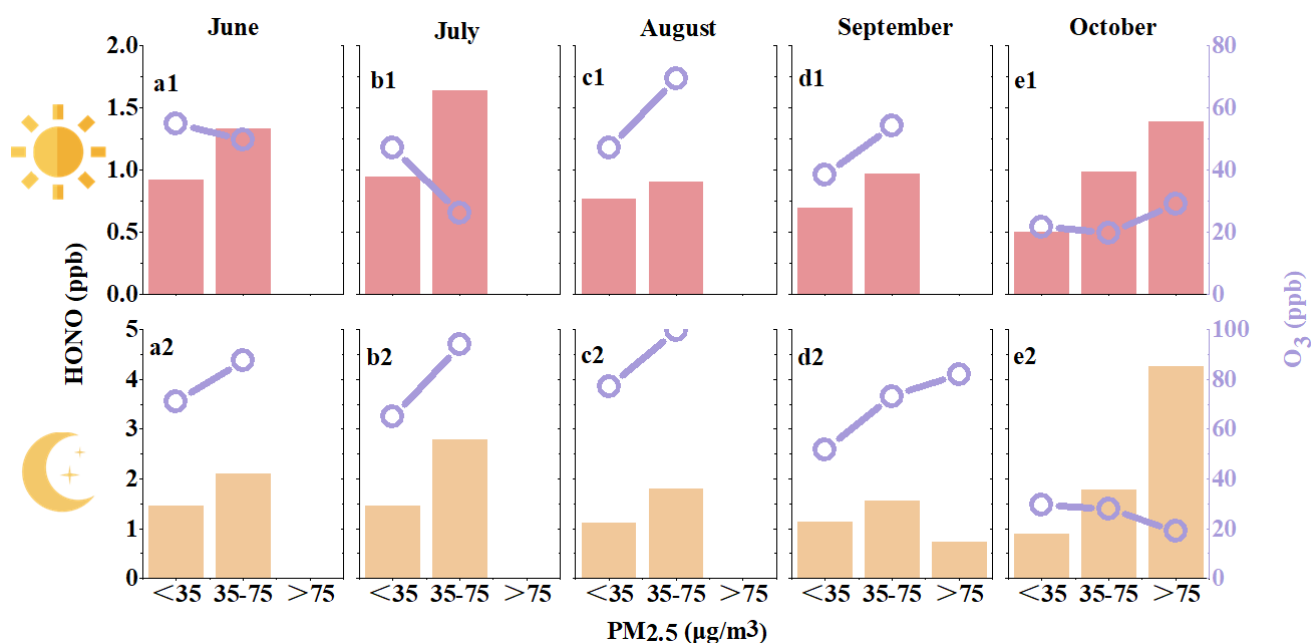 June July August September October
2.0 a1 b1 c1 d1 e1 80
1.5 60
1.0 40
0.5 20
0.0 0
HONO (ppb)
O3 (ppb)
5 a2 b2 c2 d2 e2 100
4 80
3 60
2 40
1 20
0 0
<35 35-75 >75 <35 35-75 >75 <35 35-75 >75 <35 35-75 >75 <35 35-75 >75
PM2.5 (μg/m3)